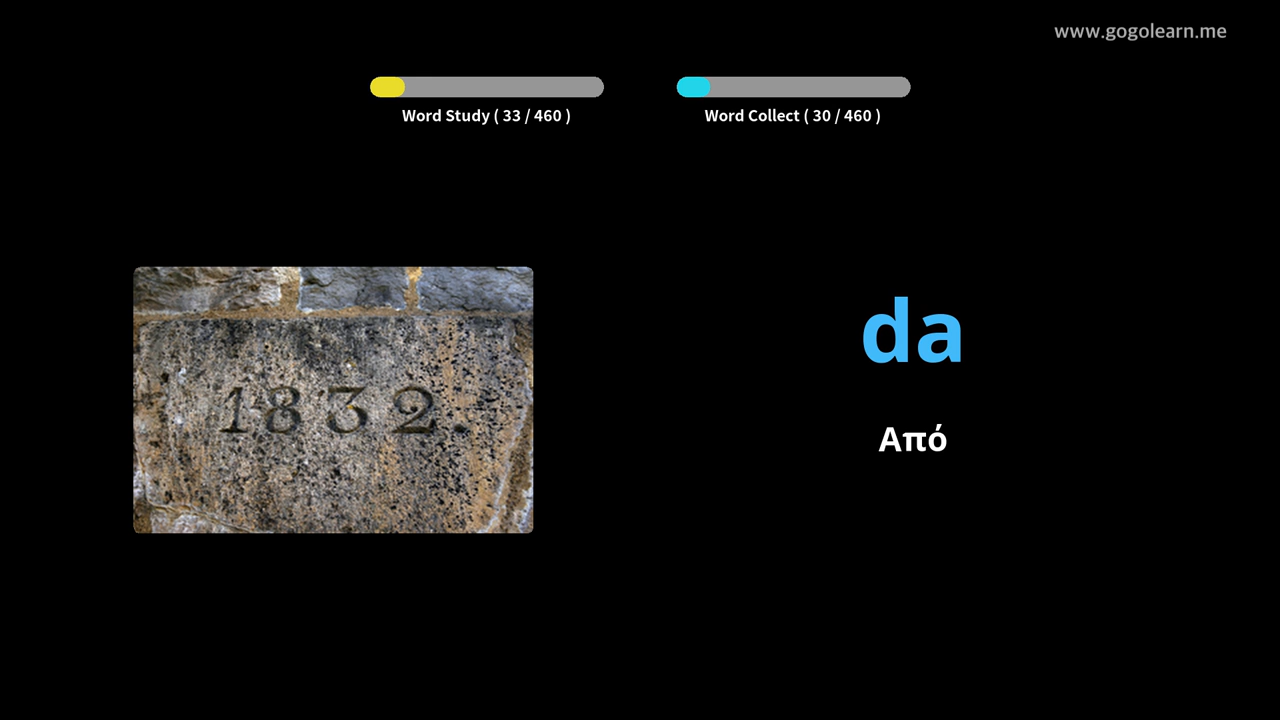 www.gogolearn.me
Word Study ( 33 / 460 )
Word Collect ( 30 / 460 )
1832.
da
Από